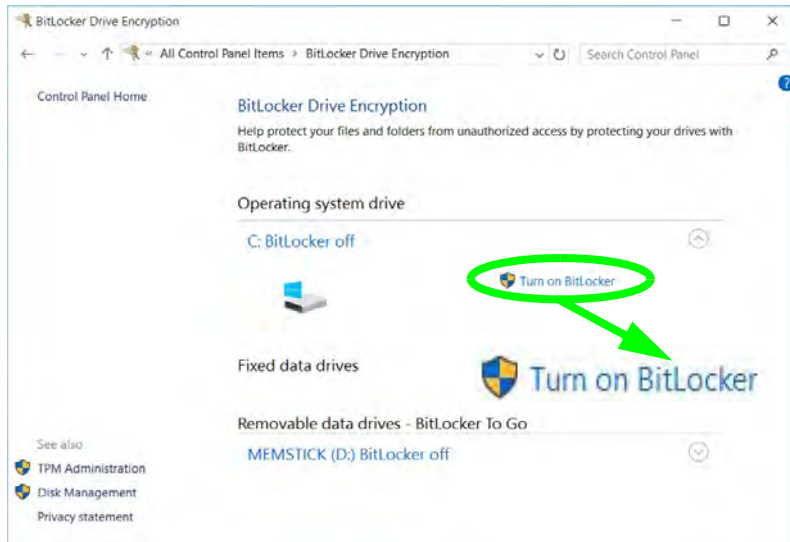 BitLocker Drive Encryption
« All Control Panel Items > BitLocker Drive Encryption
Search Control Panel
?
Control Panel Home
BitLocker Drive Encryption
Help protect your files and folders from unauthorized access by protecting your drives with
BitLocker.
Operating system drive
C: BitLocker off
Turn on BitLocker
Fixed data drives
Turn on BitLocker
Removable data drives - BitLocker To Go
MEMSTICK (D:) BitLocker off
See also
TPM Administration
Disk Management
Privacy statement